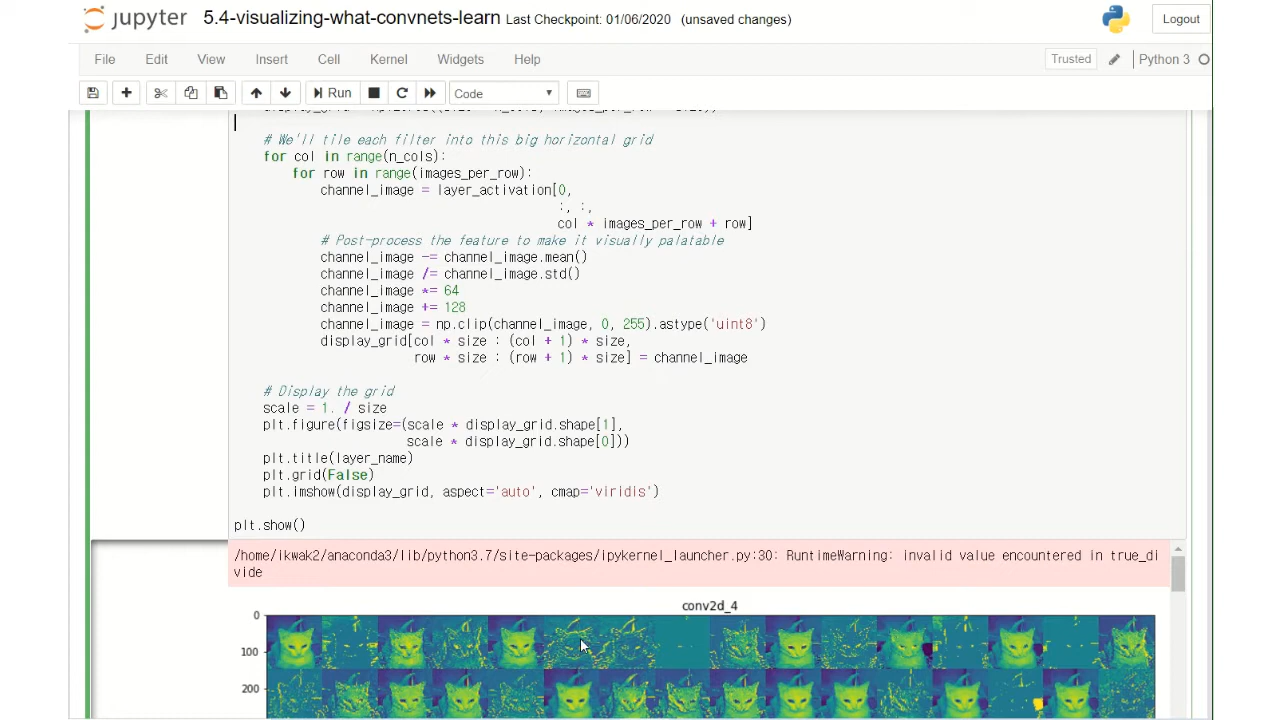 jupyter 5.4-visualizing-what-convnets-learn Last Checkpoint: 01/06/2020 (unsaved changes) Logout
File Edit View Insert Cell Kernel Widgets Help Trusted Python 3
Run Code
# We'll tile each filter into this big horizontal grid
for col in range(n_cols):
for row in range(images_per_row):
channel_image = layer_activation[0,
:, :,
col * images_per_row + row]
# Post-process the feature to make it visually palatable
channel_image -= channel_image.mean()
channel_image /= channel_image.std()
channel_image *= 64
channel_image += 128
channel_image = np.clip(channel_image, 0, 255).astype('uint8')
display_grid[col * size : (col + 1) * size,
row * size : (row + 1) * size] = channel_image
# Display the grid
scale = 1. / size
plt.figure(figsize=(scale * display_grid.shape[1],
scale * display_grid.shape[0]))
plt.title(layer_name)
plt.grid(False)
plt.imshow(display_grid, aspect='auto', cmap='viridis')
plt.show()
/home/ikwak2/anaconda3/lib/python3.7/site-packages/ipykernel_launcher.py:30: RuntimeWarning: invalid value encountered in true_di
vide
conv2d_4
0
100
200